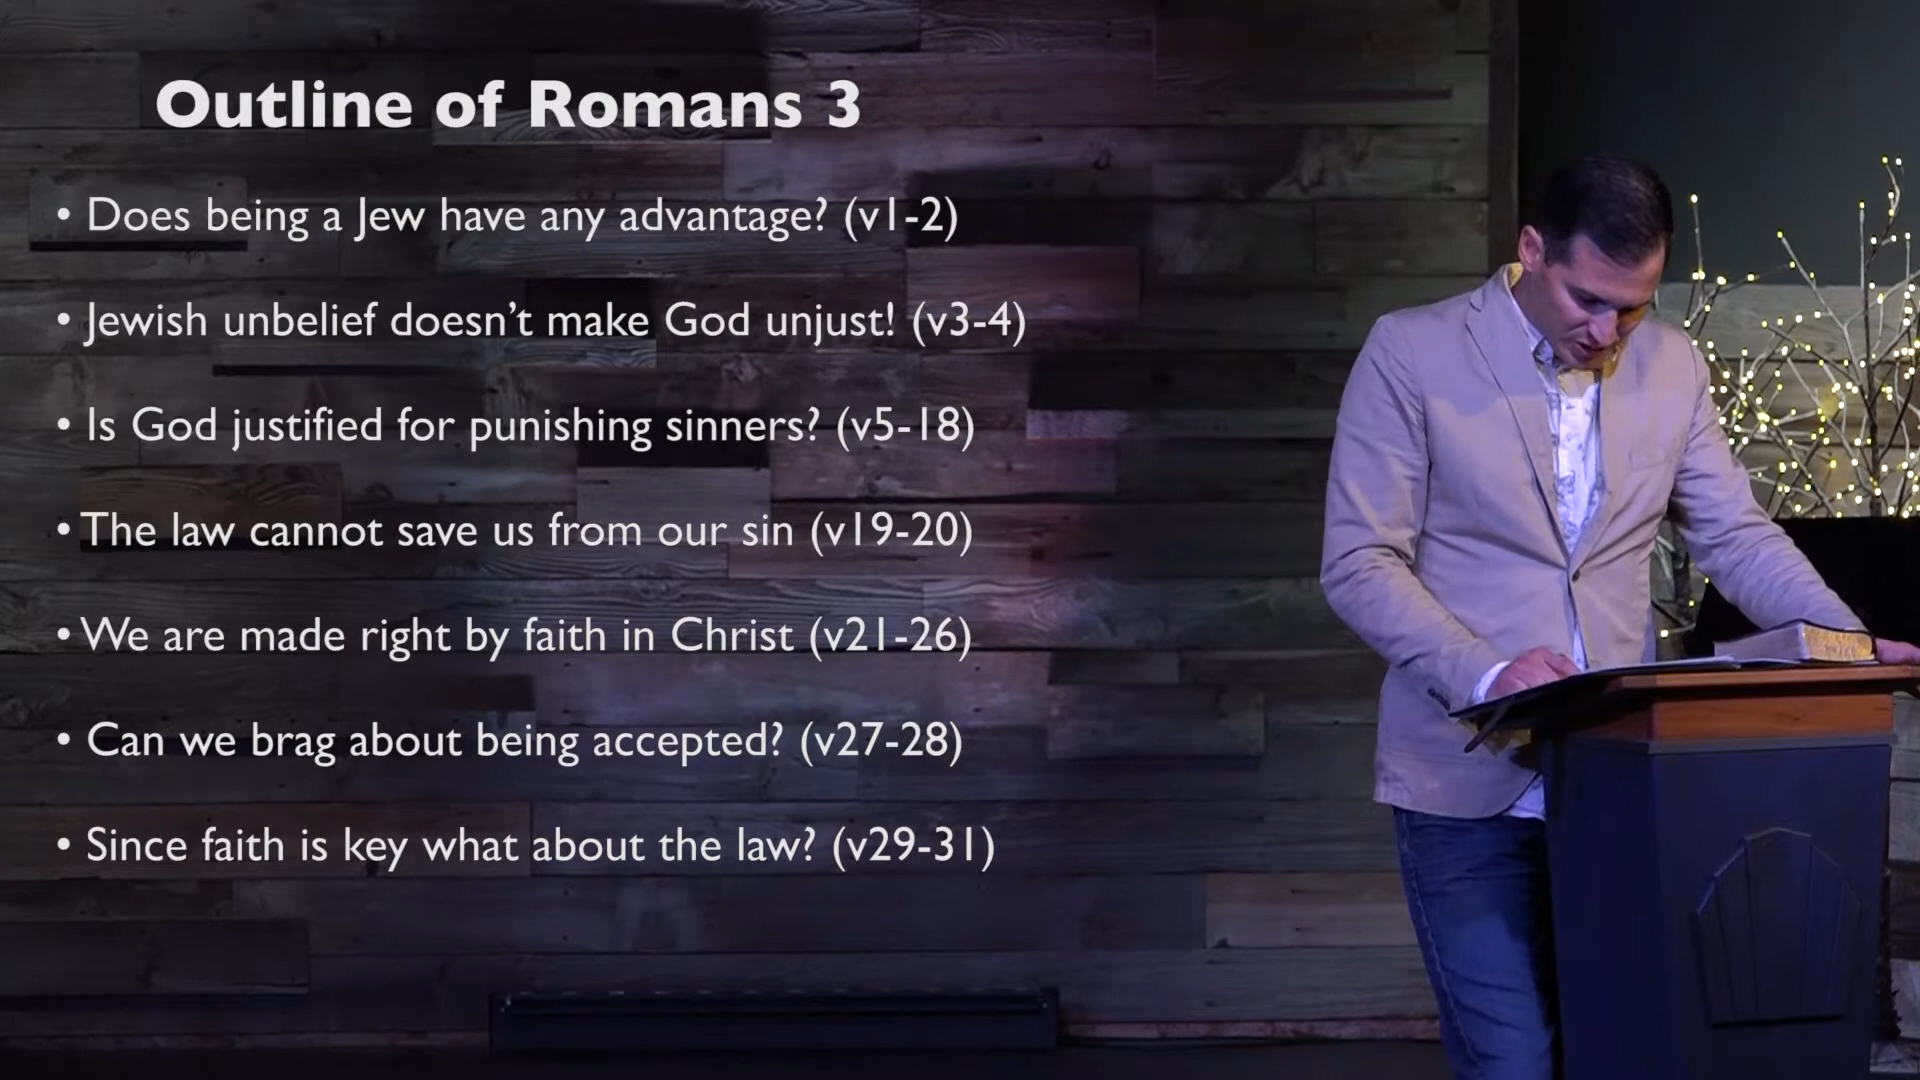 Outline of Romans 3
• Does being a Jew have any advantage? (v1-2)
• Jewish unbelief doesn’t make God unjust! (v3-4)
• Is God justified for punishing sinners? (v5-18)
• The law cannot save us from our sin (v19-20)
• We are made right by faith in Christ (v21-26)
• Can we brag about being accepted? (v27-28)
• Since faith is key what about the law? (v29-31)